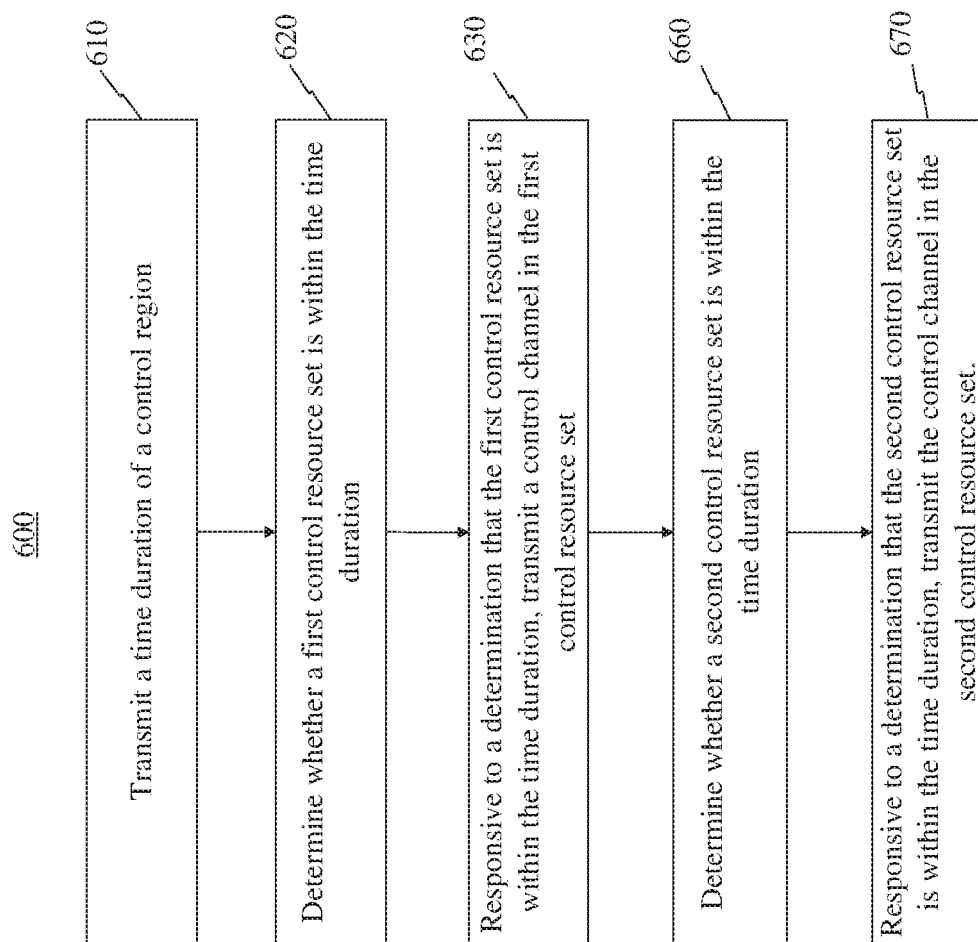 600
Transmit a time duration of a control region
610
Determine whether a first control resource set is within the time
duration
620
Responsive to a determination that the first control resource set is
within the time duration, transmit a control channel in the first
control resource set
630
Determine whether a second control resource set is within the
time duration
660
Responsive to a determination that the second control resource set
is within the time duration, transmit the control channel in the
second control resource set.
670